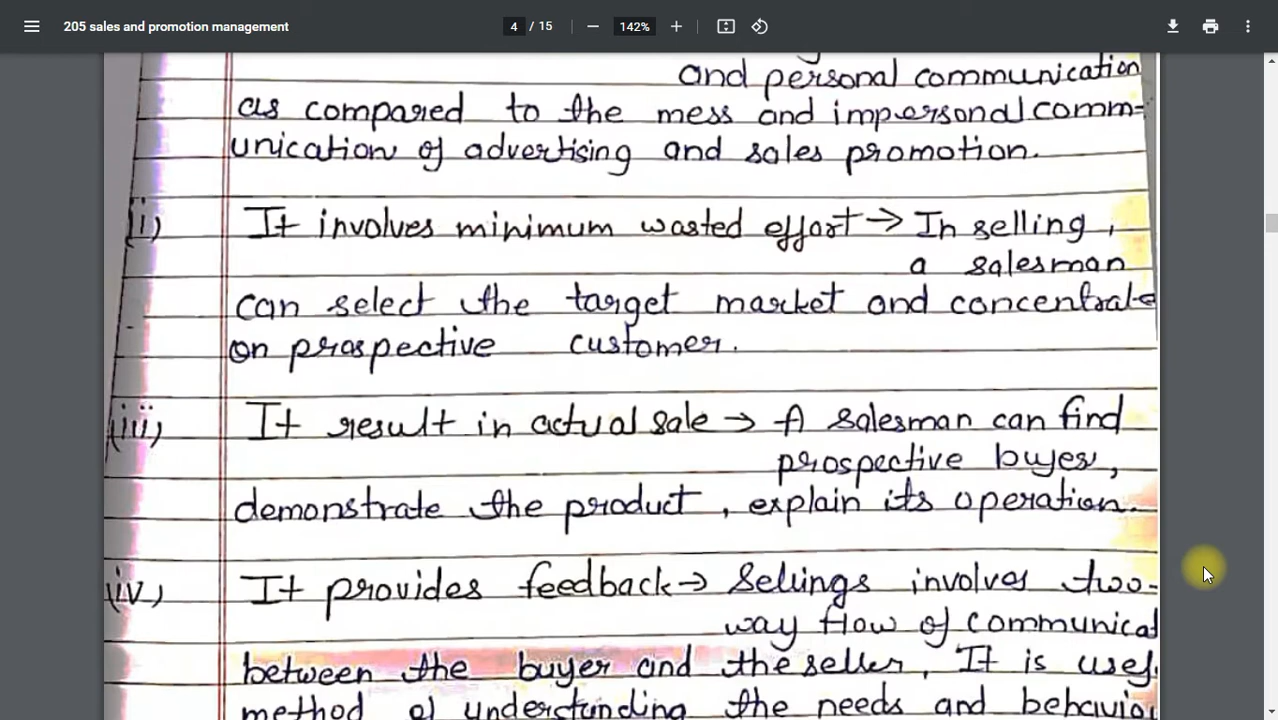 205 sales and promotion management
4 / 15
142%
and personal communication
as compared to the mess and impersonal comm-
unication of advertising and sales promotion.
(ii) It involves minimum wasted effort → In selling,
a salesman
can select the target market and concentrate
on prospective customer.
(iii) It result in actual sale → A salesman can find
prospective buyes,
demonstrate the product, explain its operation.
(iv) It provides feedback → Sellings involves two-
way flow of communicat
between the buyer and the seller. It is usef
method of understunding the needs and behavio